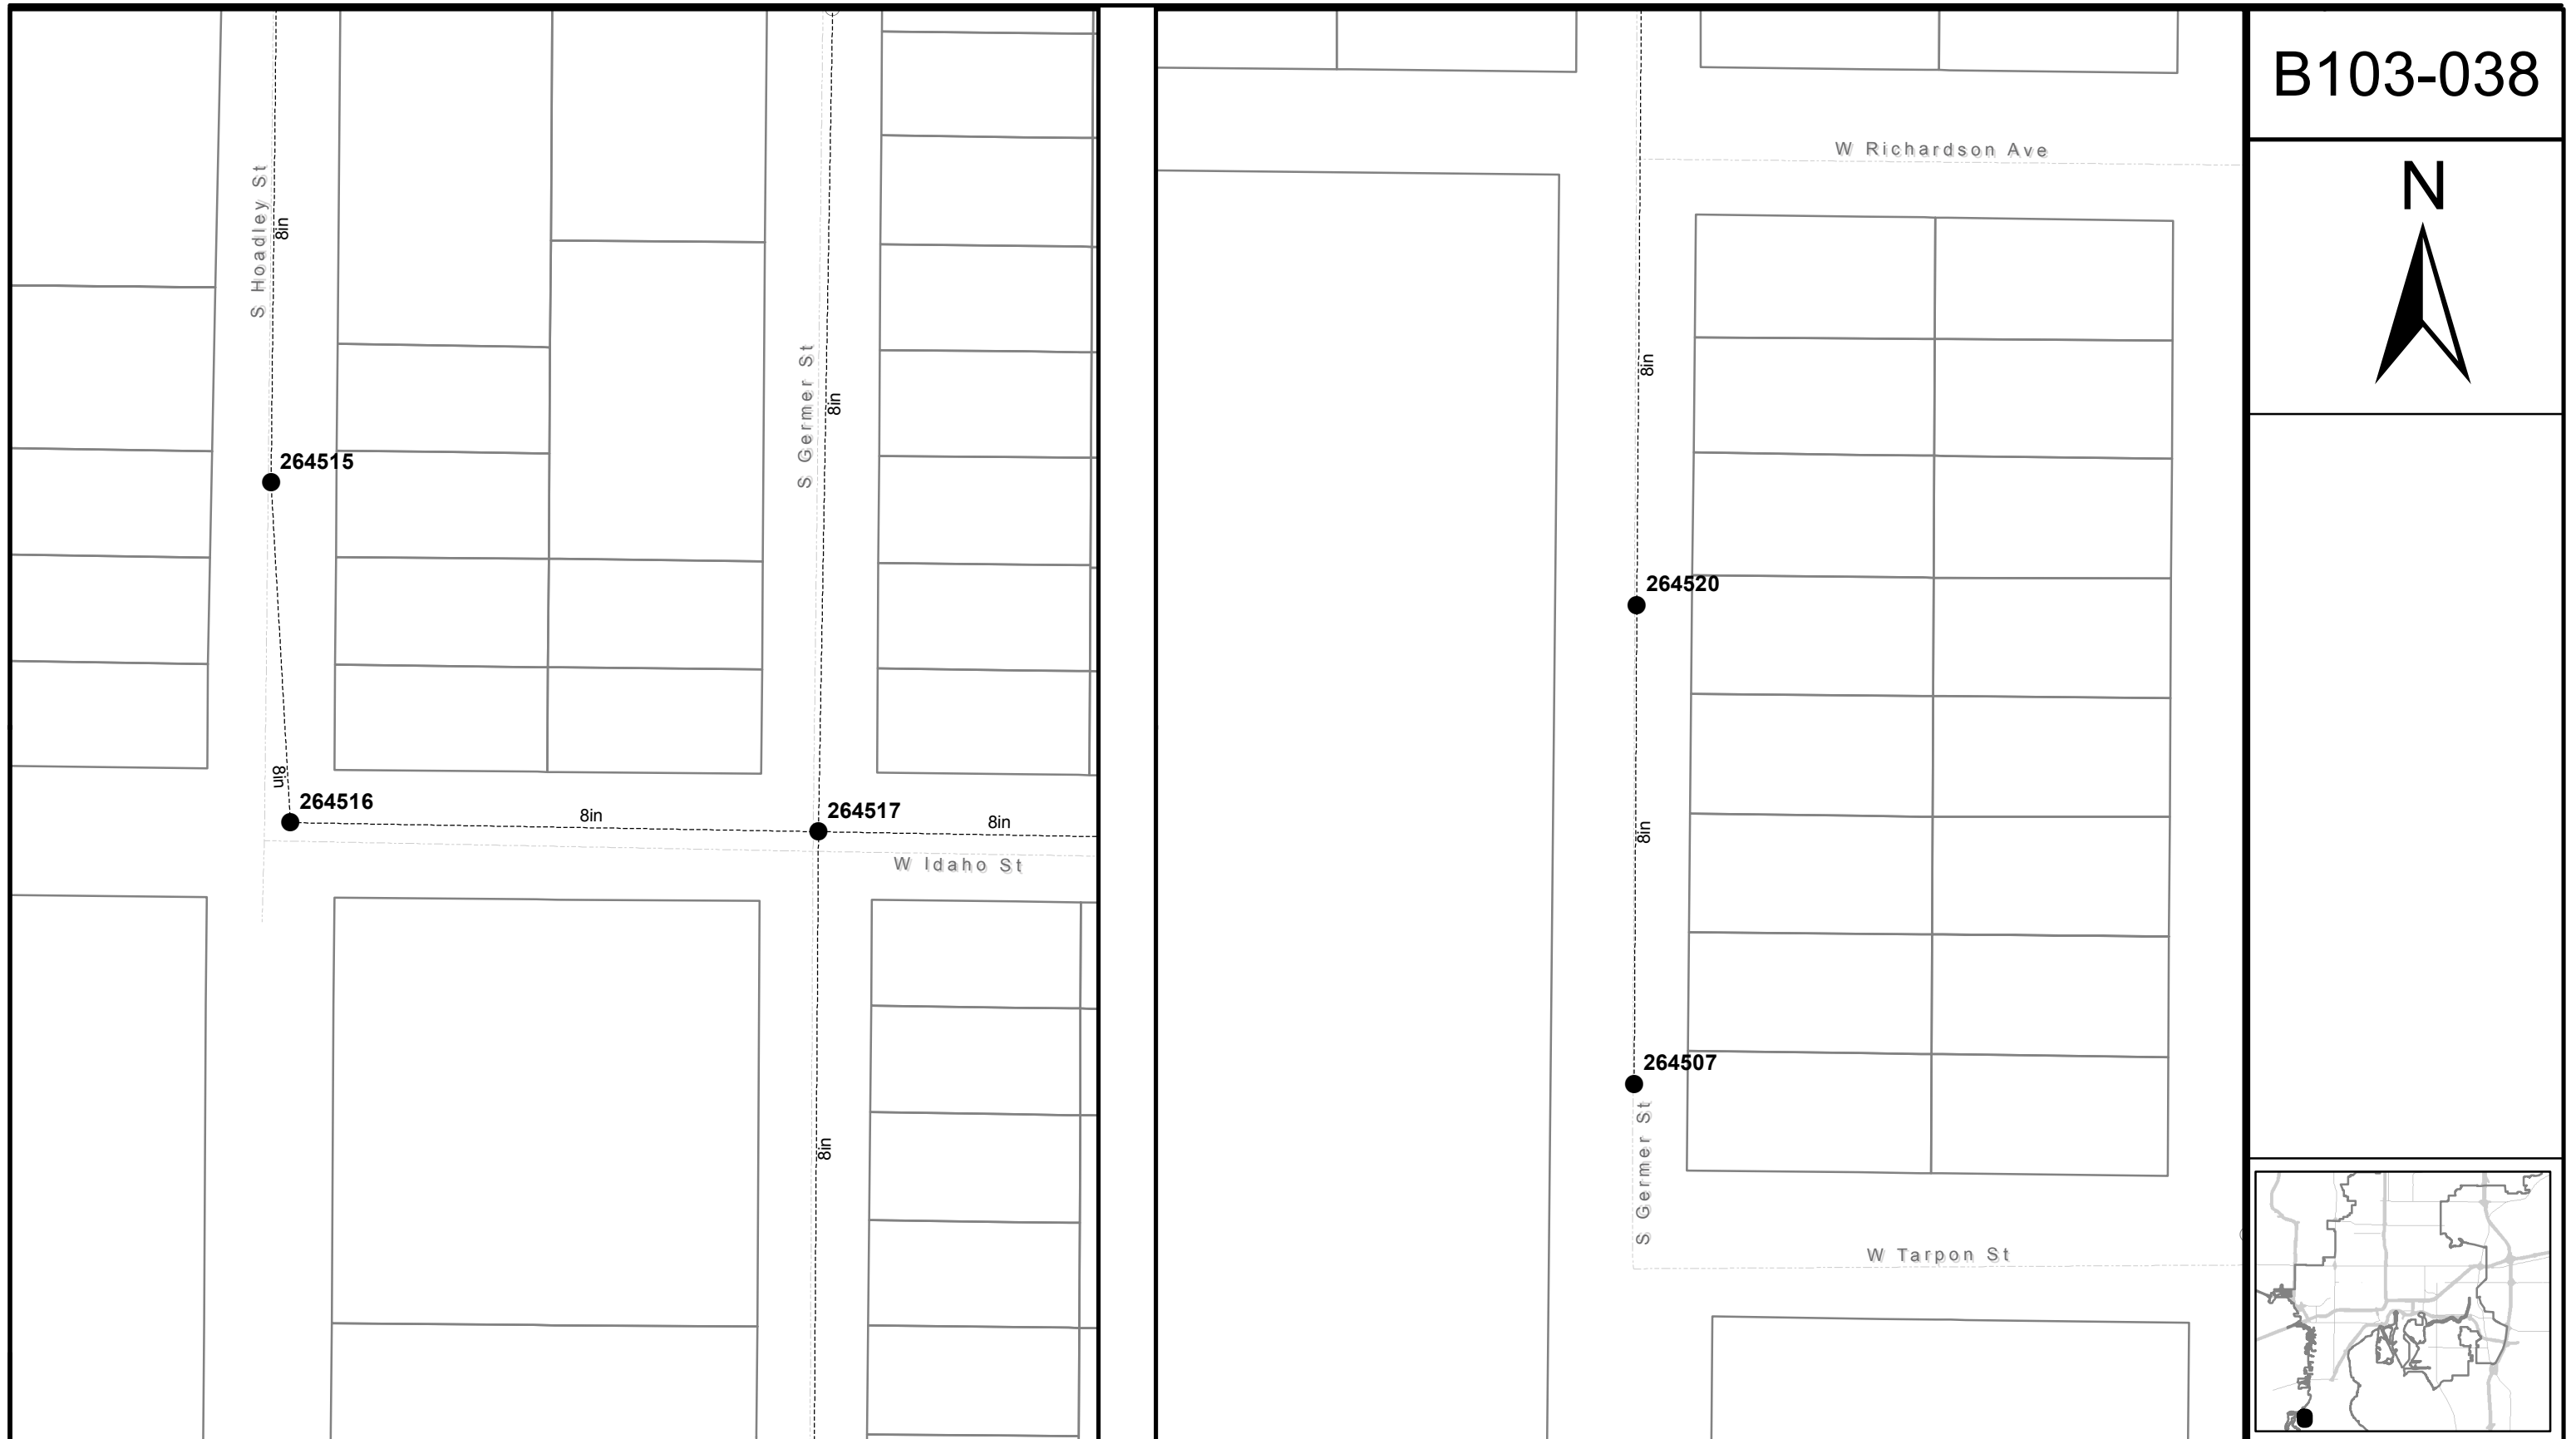 S Hoadley St
8in
264515
8in
264516
8in
S Germer St
8in
264517
8in
W Idaho St
8in
W Richardson Ave
8in
264520
8in
264507
S Germer St
W Tarpon St
B103-038
N